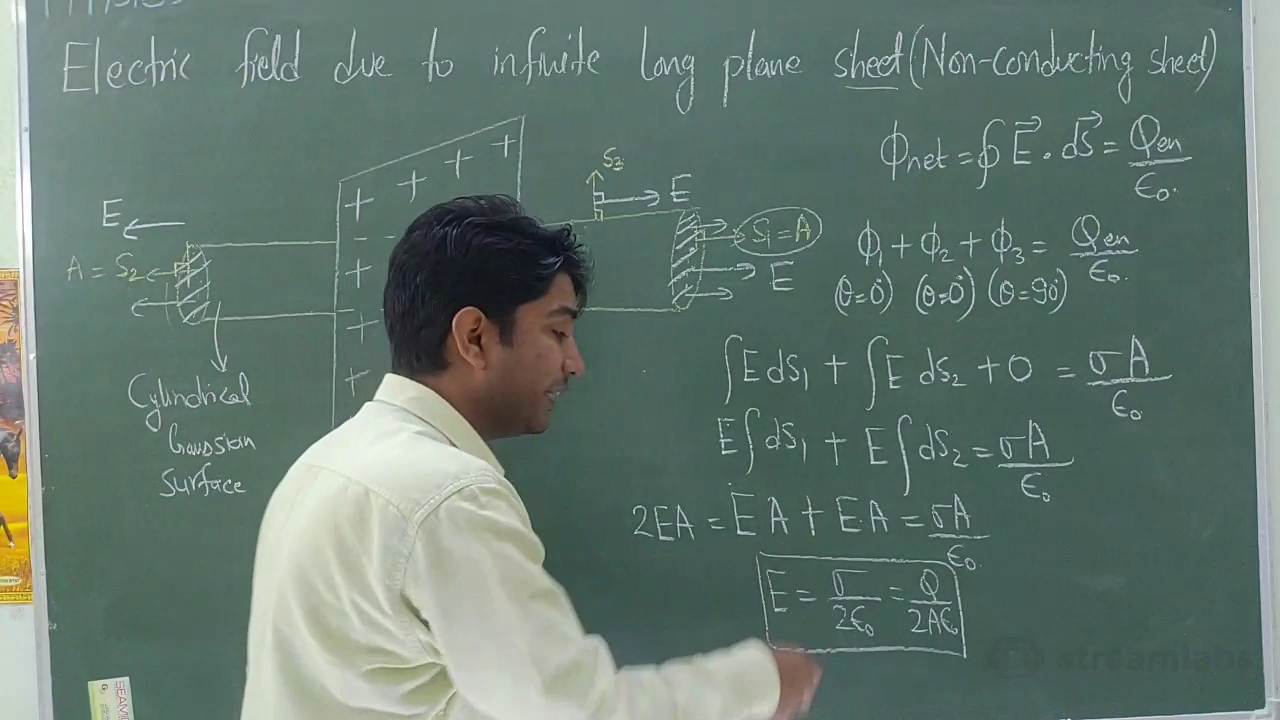 Electric field due to infinite long plane sheet (Non-conducting sheet)
ϕnet = ∮ E⃗ . dS⃗ = Qen/ε₀.
S₃
E
E
S₁ = A
A = S₂
E
ϕ₁ + ϕ₂ + ϕ₃ = Qen/ε₀.
(θ=0°) (θ=0°) (θ=90°)
+ + + +
+
+
+
∫E ds₁ + ∫E ds₂ + 0 = σA/ε₀
Cylindrical
Gaussian
Surface
E∫ds₁ + E∫ds₂ = σA/ε₀
2EA = EA + E.A = σA/ε₀.
E = σ/2ε₀ = Q/2Aε₀
streamlabs